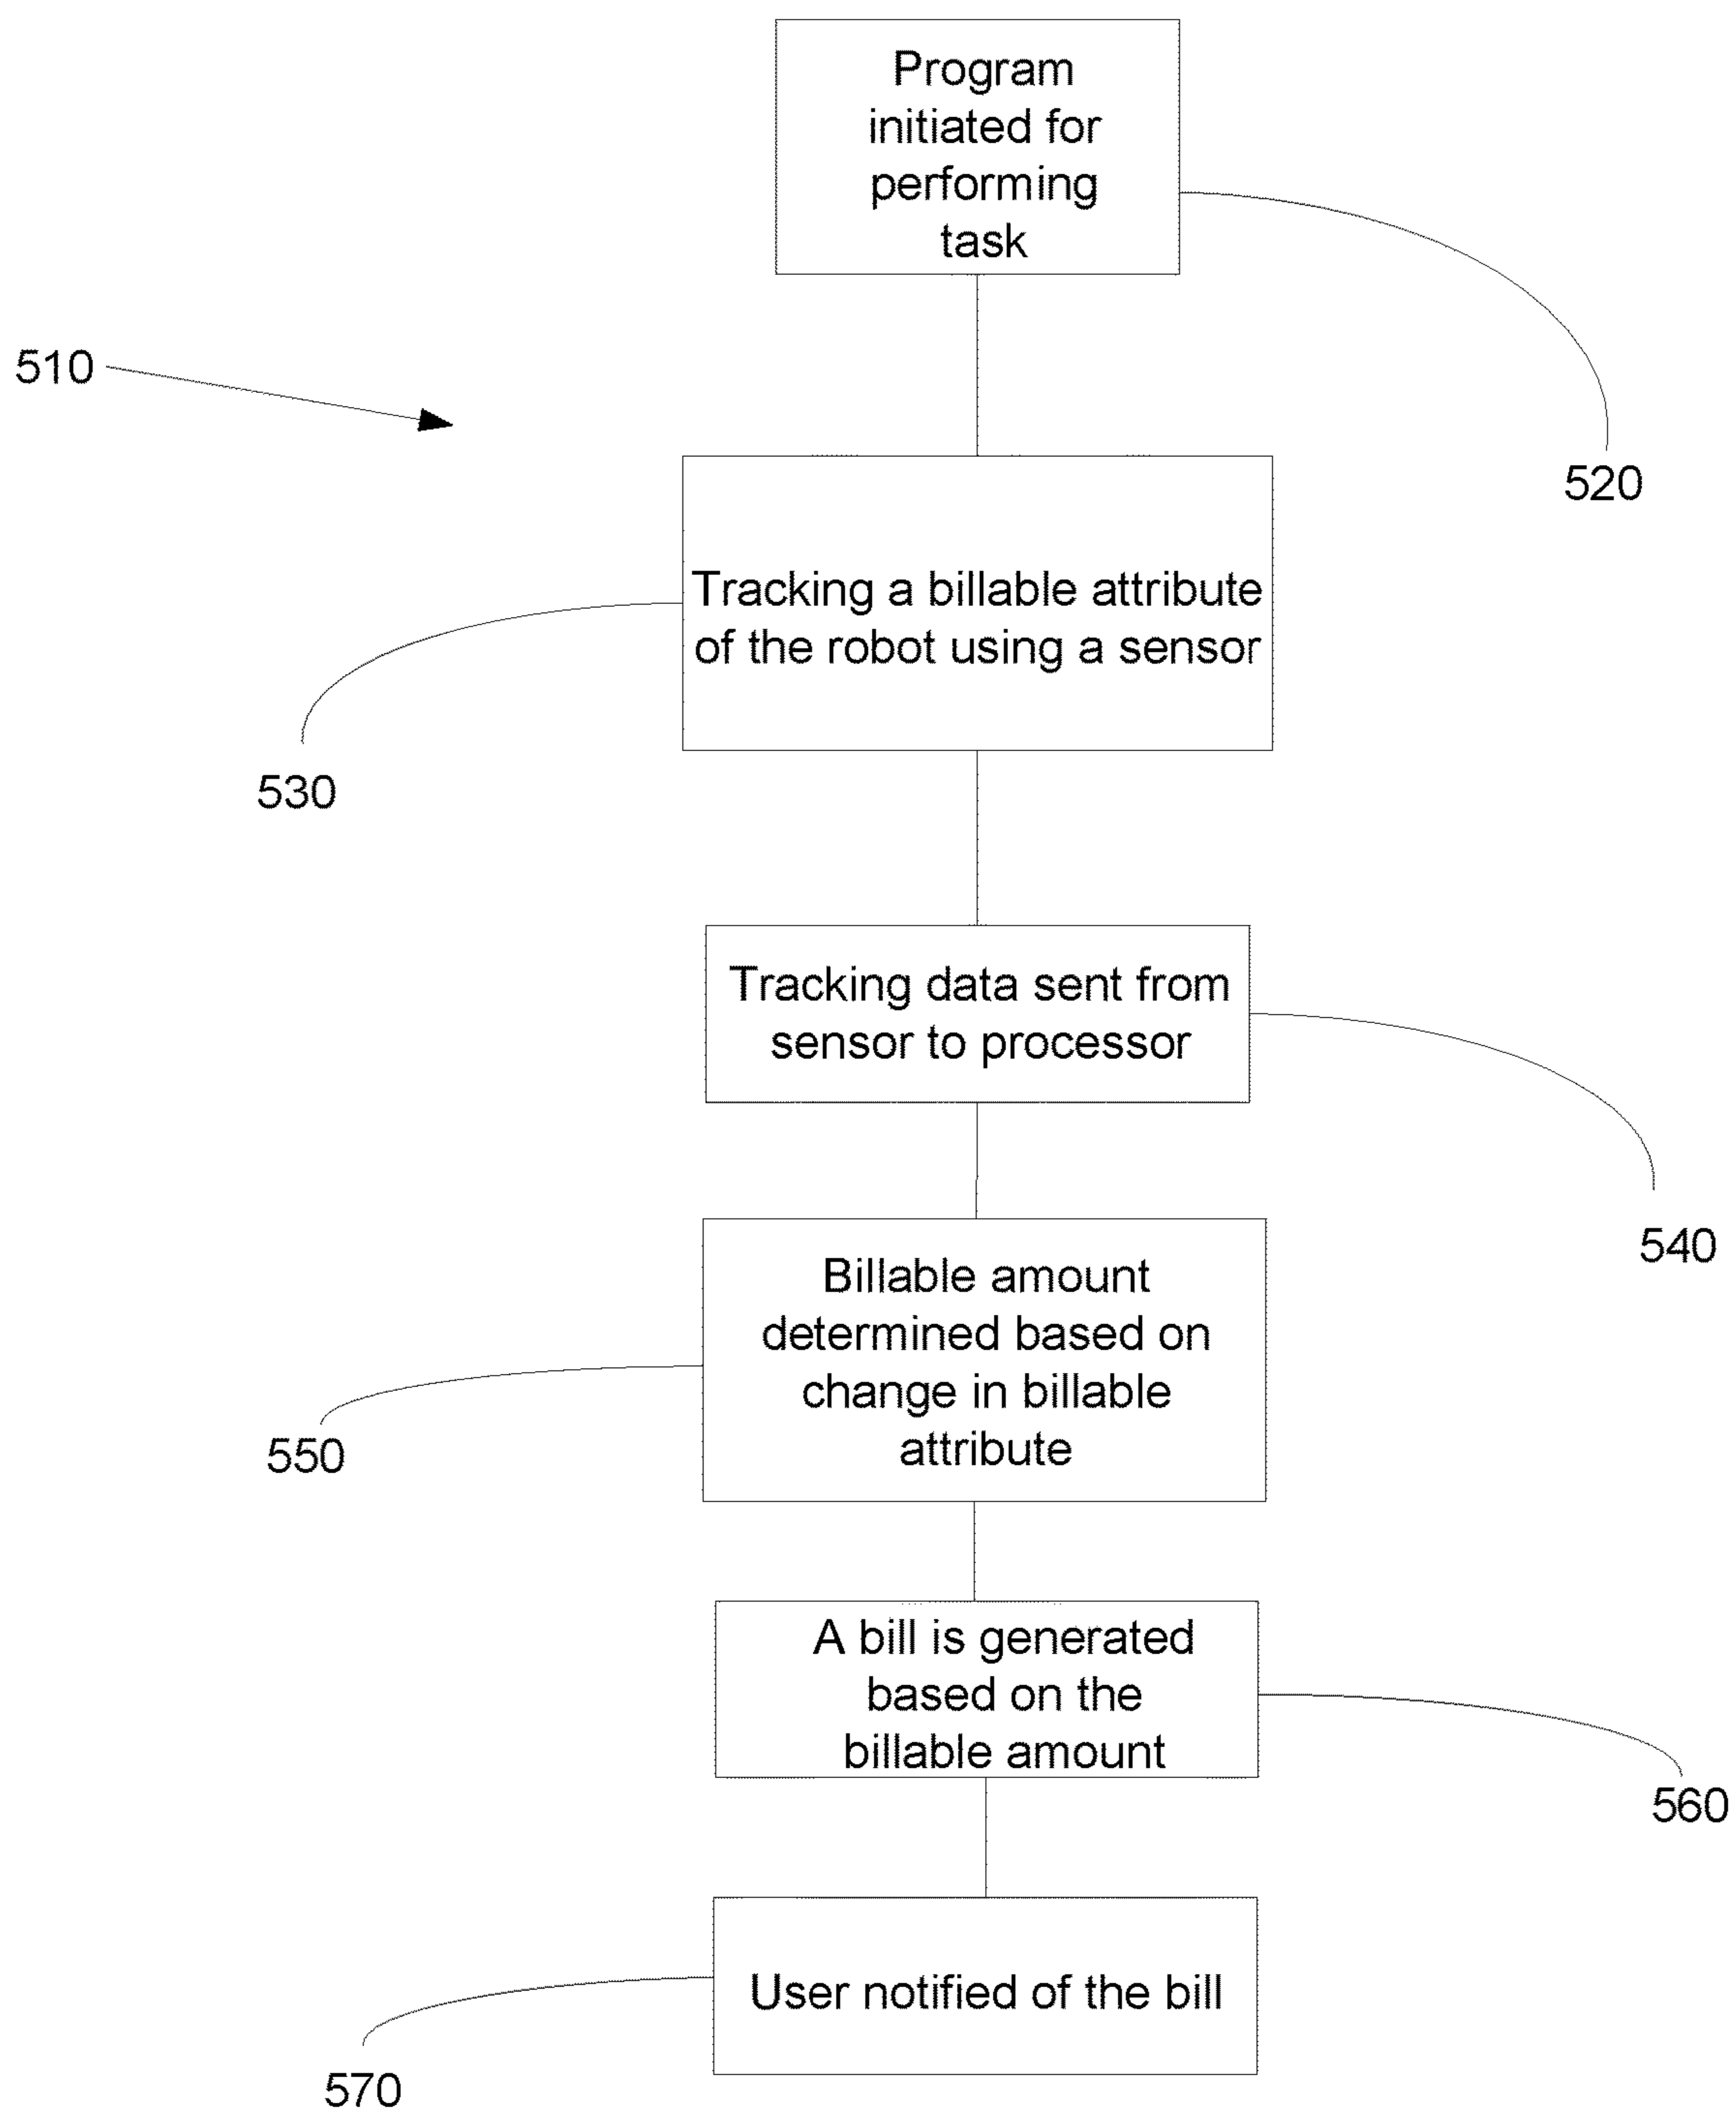 Program
initiated for
performing
task
510
520
Tracking a billable attribute
of the robot using a sensor
530
Tracking data sent from
sensor to processor
540
Billable amount
determined based on
change in billable
attribute
550
A bill is generated
based on the
billable amount
560
User notified of the bill
570